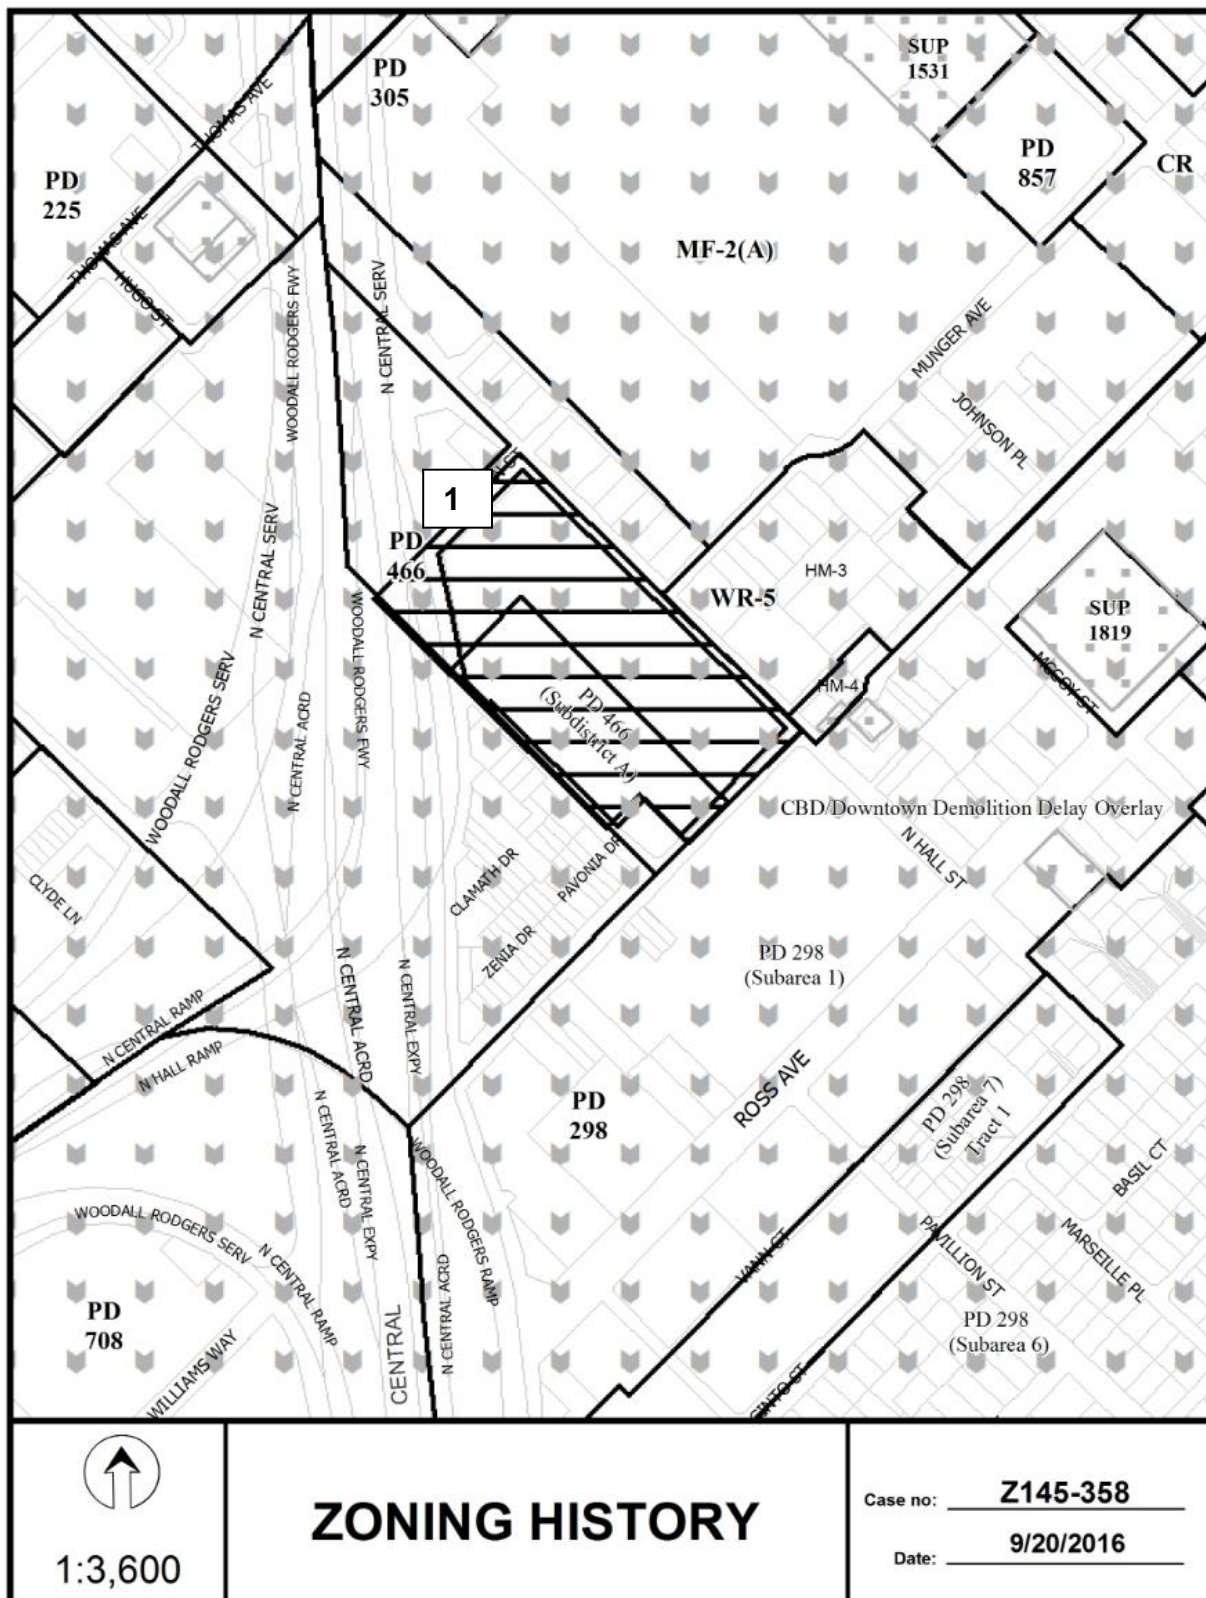 SUP
1531
PD
305
THOMAS AVE
PD
857
CR
PD
225
THOMAS AVE
HUGO ST
MF-2(A)
WOODALL RODGERS FWY
N CENTRAL SERV
MUNGER AVE
JOHNSON PL
1
PD
466
N CENTRAL SERV
WOODALL RODGERS FWY
HM-3
WR-5
SUP
1819
MCCOY ST
HM-4
WOODALL RODGERS SERV
N CENTRAL ACRD
PD 466
(Subdistrict A)
CBD/Downtown Demolition Delay Overlay
N HALL ST
CLYDE LN
CLAMATH DR
PAVONIA DR
ZENIA DR
PD 298
(Subarea 1)
N CENTRAL RAMP
N HALL RAMP
N CENTRAL ACRD
N CENTRAL EXPY
PD
298
ROSS AVE
PD 298
(Subarea 7)
Tract 1
N CENTRAL ACRD
N CENTRAL EXPY
WOODALL RODGERS RAMP
BASIL CT
MARSEILLE PL
PAVILLION ST
VANN CT
WOODALL RODGERS SERV
N CENTRAL RAMP
N CENTRAL ACRD
PD
708
PD 298
(Subarea 6)
WILLIAMS WAY
CENTRAL
1:3,600
ZONING HISTORY
Case no: Z145-358
Date: 9/20/2016